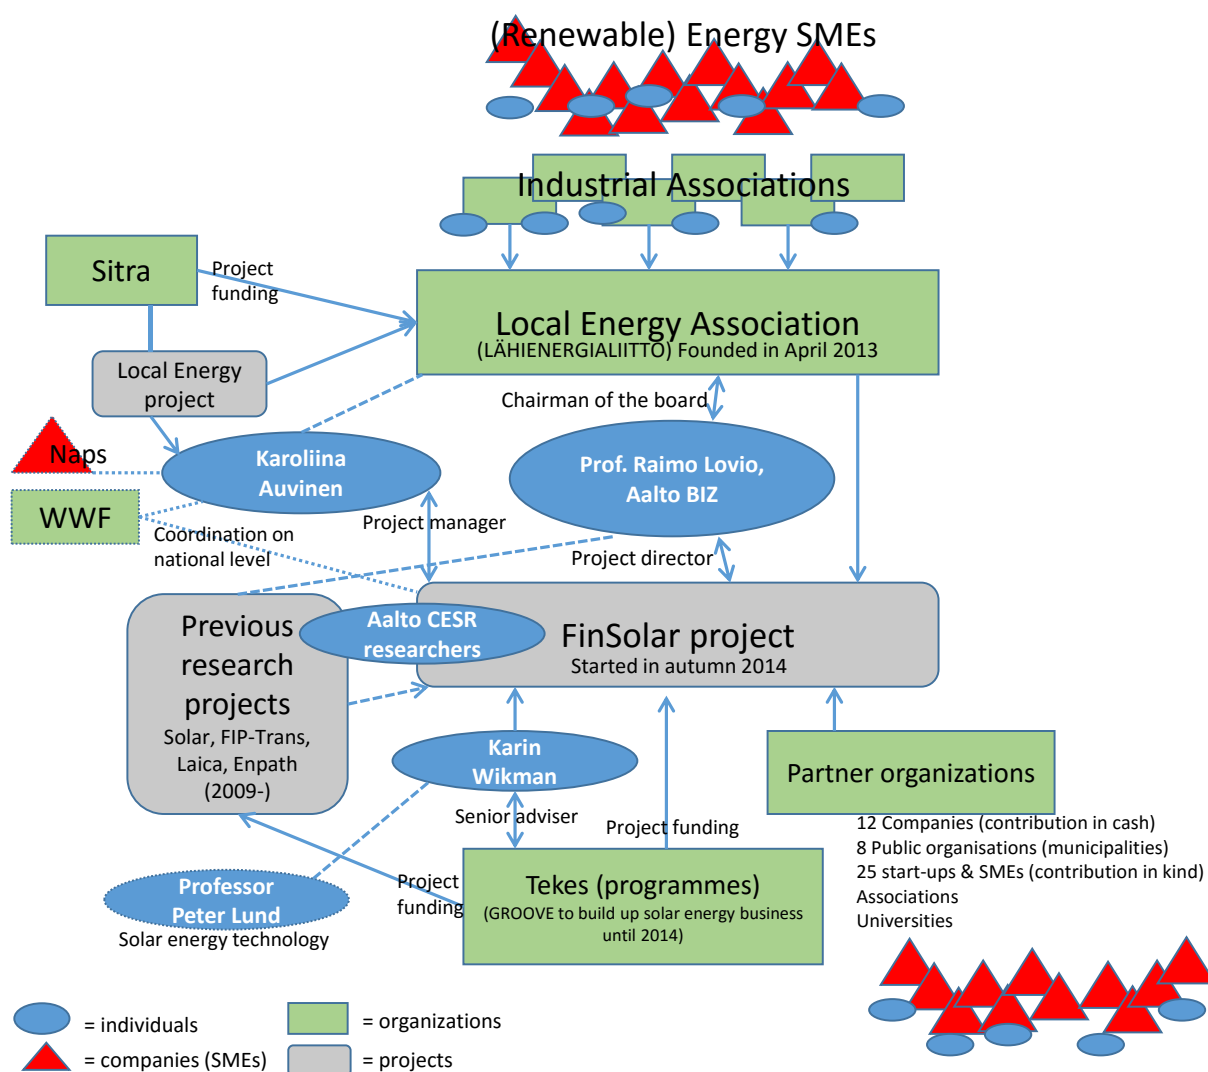 (Renewable) Energy SMEs
Industrial Associations
Sitra
Project
funding
Local Energy Association
(LÄHIENERGIALIITTO) Founded in April 2013
Local Energy
project
Chairman of the board
Naps
Karoliina
Auvinen
Prof. Raimo Lovio,
Aalto BIZ
WWF
Coordination on
national level
Project manager
Project director
Previous
research
projects
Solar, FIP-Trans,
Laica, Enpath
(2009-)
Aalto CESR
researchers
FinSolar project
Started in autumn 2014
Karin
Wikman
Partner organizations
Senior adviser
Project funding
12 Companies (contribution in cash)
8 Public organisations (municipalities)
25 start-ups & SMEs (contribution in kind)
Associations
Universities
Professor
Peter Lund
Solar energy technology
Project
funding
Tekes (programmes)
(GROOVE to build up solar energy business
until 2014)
= individuals
= organizations
= companies (SMEs)
= projects